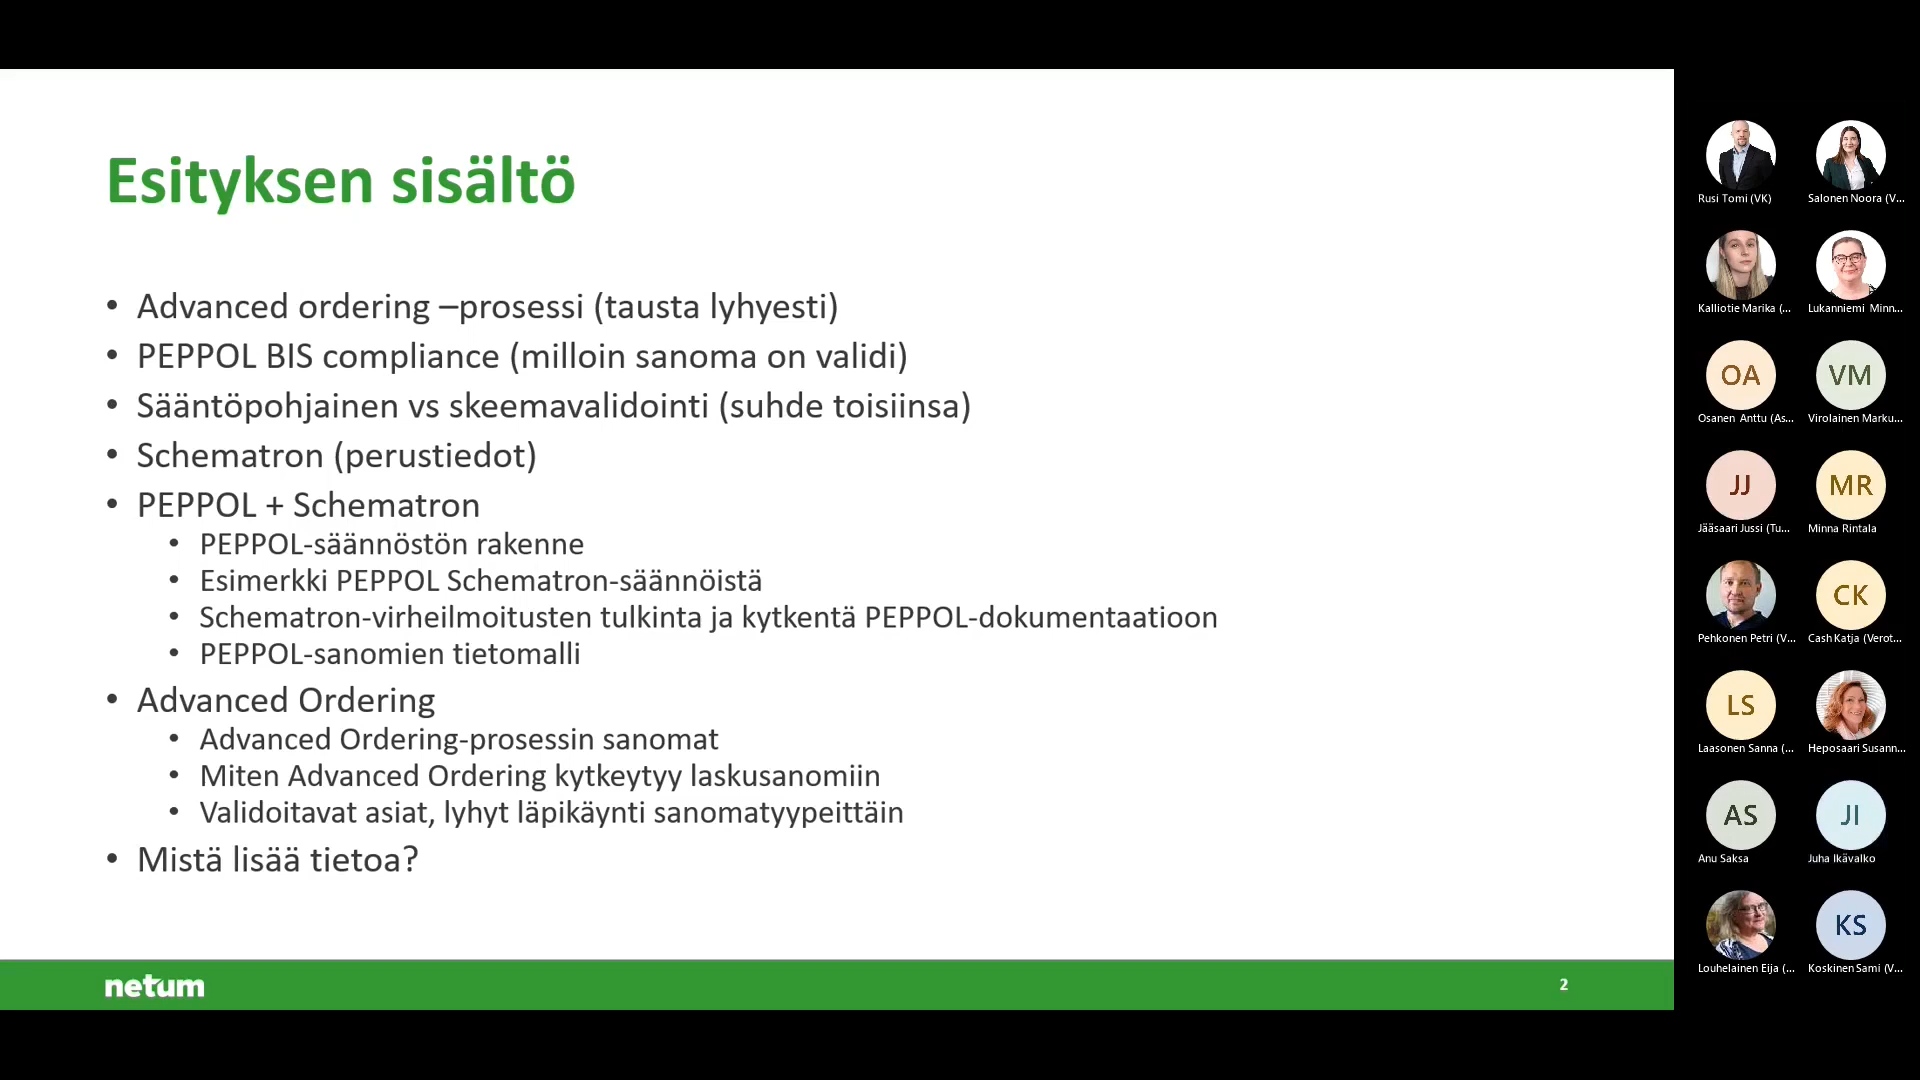 Esityksen sisältö
• Advanced ordering –prosessi (tausta lyhyesti)
• PEPPOL BIS compliance (milloin sanoma on validi)
• Sääntöpohjainen vs skeemavalidointi (suhde toisiinsa)
• Schematron (perustiedot)
• PEPPOL + Schematron
• PEPPOL-säännöstön rakenne
• Esimerkki PEPPOL Schematron-säännöistä
• Schematron-virheilmoitusten tulkinta ja kytkentä PEPPOL-dokumentaatioon
• PEPPOL-sanomien tietomalli
• Advanced Ordering
• Advanced Ordering-prosessin sanomat
• Miten Advanced Ordering kytkeytyy laskusanomiin
• Validoitavat asiat, lyhyt läpikäynti sanomatyypeittäin
• Mistä lisää tietoa?
netum
2
Rusi Tomi (VK)
Salonen Noora (V...
Kalliotie Marika (...
Lukanniemi Minn...
OA
VM
Osanen Anttu (As...
Virolainen Marku...
JJ
MR
Jääsaari Jussi (Tu...
Minna Rintala
CK
Pehkonen Petri (V...
Cash Katja (Verot...
LS
Laasonen Sanna (...
Heposaari Susann...
AS
JI
Anu Saksa
Juha Ikävalko
KS
Louhelainen Eija (...
Koskinen Sami (V...